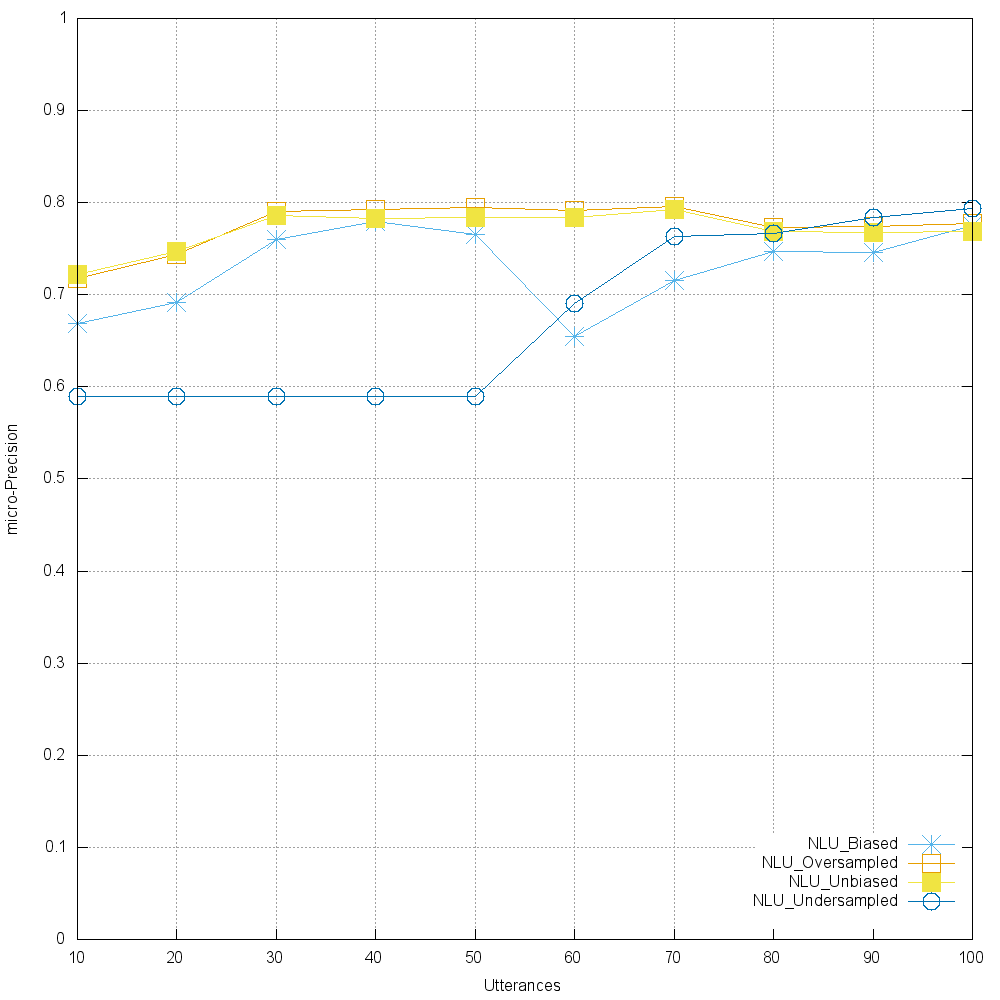 1
0.9
0.8
0.7
0.6
0.5
0.4
0.3
0.2
0.1
0
micro-Precision
NLU_Biased
NLU_Oversampled
NLU_Unbiased
NLU_Undersampled
10 20 30 40 50 60 70 80 90 100
Utterances